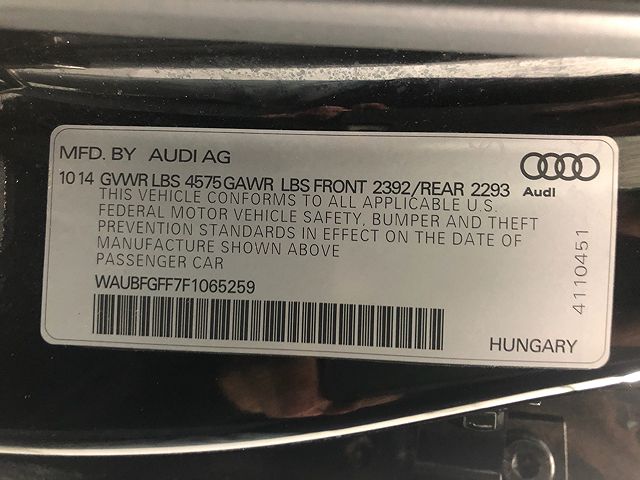 MFD. BY AUDI AG
Audi
10 14 GVWR LBS 4575 GAWR LBS FRONT 2392/REAR 2293
THIS VEHICLE CONFORMS TO ALL APPLICABLE U.S.
FEDERAL MOTOR VEHICLE SAFETY, BUMPER AND THEFT
PREVENTION STANDARDS IN EFFECT ON THE DATE OF
MANUFACTURE SHOWN ABOVE
PASSENGER CAR
WAUBFGFF7F1065259
4110451
HUNGARY